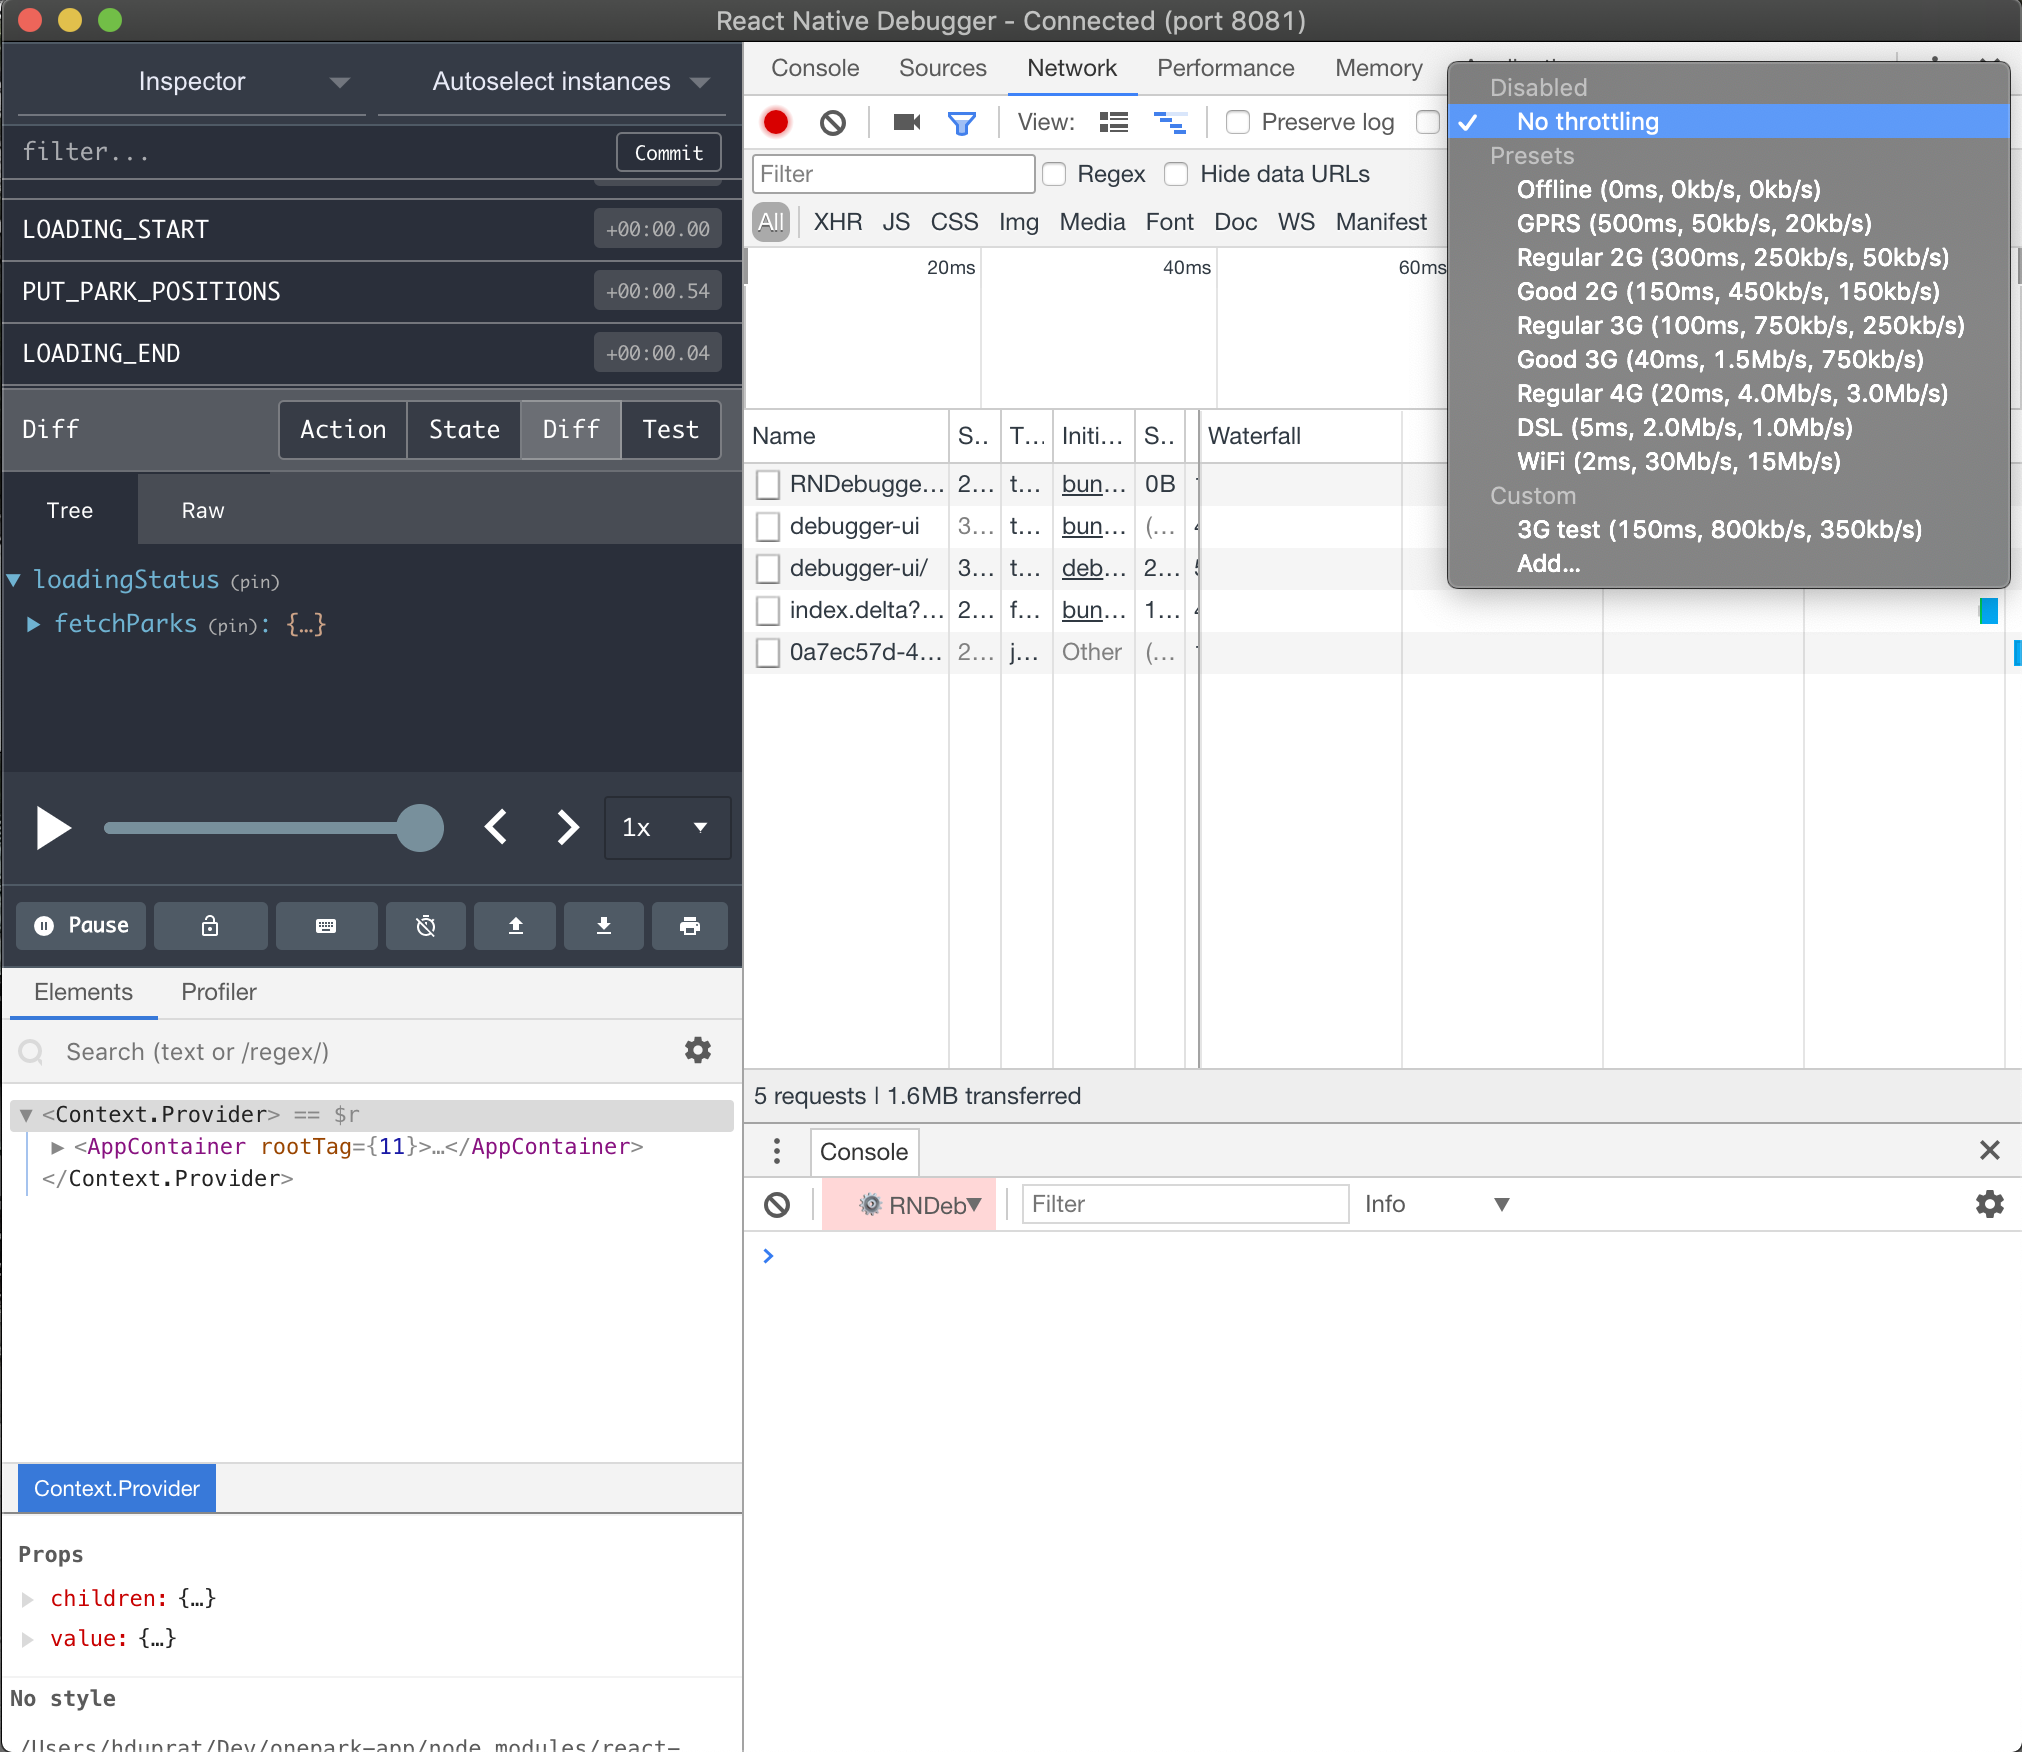 React Native Debugger - Connected (port 8081)
Inspector
Autoselect instances
filter...
Commit
LOADING_START
+00:00.00
PUT_PARK_POSITIONS
+00:00.54
LOADING_END
+00:00.04
Diff
Action
State
Diff
Test
Tree
Raw
loadingStatus (pin)
fetchParks (pin): {…}
1x
Pause
Elements
Profiler
Search (text or /regex/)
<Context.Provider> == $r
<AppContainer rootTag={11}>…</AppContainer>
</Context.Provider>
Context.Provider
Props
children: {…}
value: {…}
No style
/Users/hduprat/Dev/onepark-app/node_modules/react-
Console
Sources
Network
Performance
Memory
View:
Preserve log
Filter
Regex
Hide data URLs
All
XHR
JS
CSS
Img
Media
Font
Doc
WS
Manifest
20ms
40ms
60ms
Name
S..
T...
Initi...
S..
Waterfall
RNDebugge... 2... t... bun... 0B
debugger-ui 3... t... bun... (...
debugger-ui/ 3... t... deb... 2...
index.delta?... 2... f... bun... 1...
0a7ec57d-4... 2... j... Other (...
Disabled
No throttling
Presets
Offline (0ms, 0kb/s, 0kb/s)
GPRS (500ms, 50kb/s, 20kb/s)
Regular 2G (300ms, 250kb/s, 50kb/s)
Good 2G (150ms, 450kb/s, 150kb/s)
Regular 3G (100ms, 750kb/s, 250kb/s)
Good 3G (40ms, 1.5Mb/s, 750kb/s)
Regular 4G (20ms, 4.0Mb/s, 3.0Mb/s)
DSL (5ms, 2.0Mb/s, 1.0Mb/s)
WiFi (2ms, 30Mb/s, 15Mb/s)
Custom
3G test (150ms, 800kb/s, 350kb/s)
Add...
5 requests | 1.6MB transferred
Console
RNDeb
Filter
Info